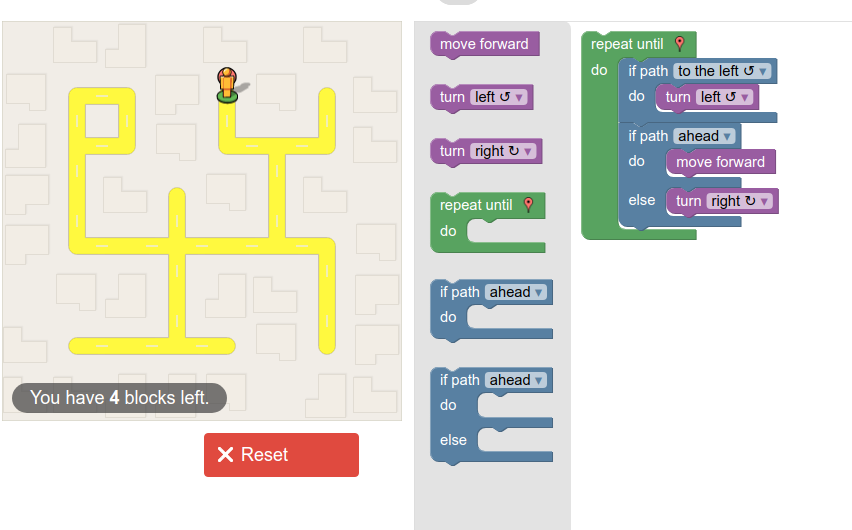 move forward
turn left ↺ ▾
turn right ↻ ▾
repeat until
do
if path ahead ▾
do
if path ahead ▾
do
else
repeat until
do
if path to the left ↺ ▾
do turn left ↺ ▾
if path ahead ▾
do move forward
else turn right ↻ ▾
You have 4 blocks left.
Reset